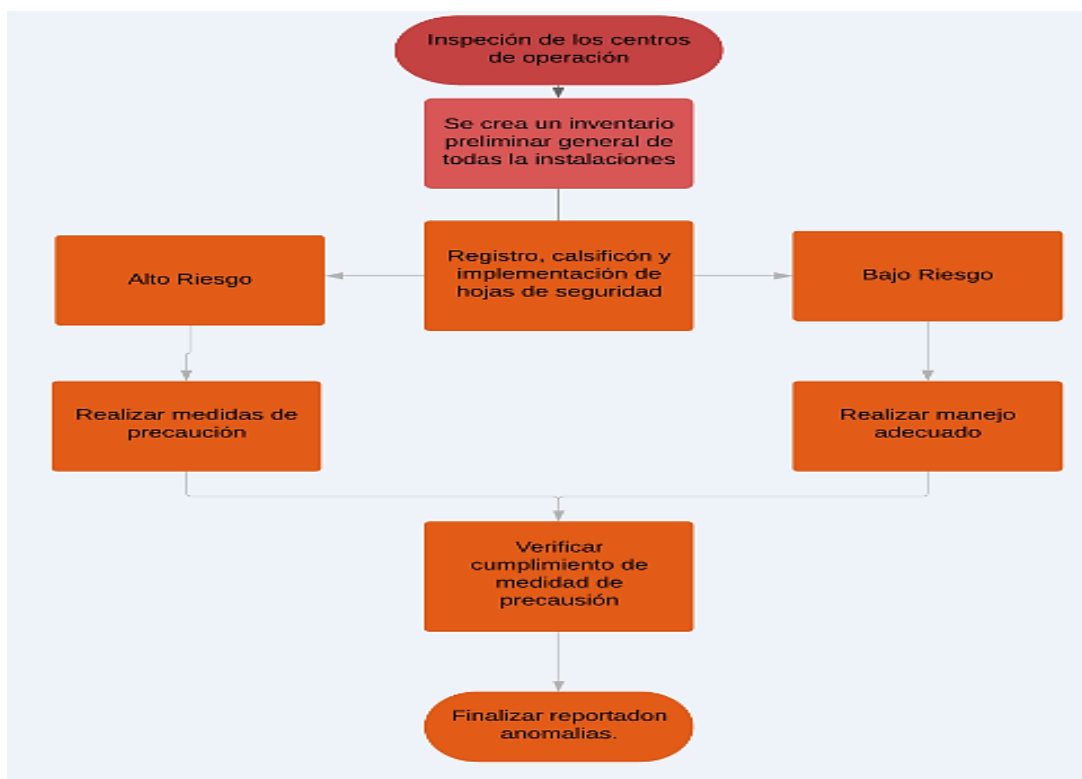 Inspeción de los centros
de operación
Se crea un inventario
preliminar general de
todas la instalaciones
Registro, calsificón y
implementación de
hojas de seguridad
Alto Riesgo
Bajo Riesgo
Realizar medidas de
precaución
Realizar manejo
adecuado
Verificar
cumplimiento de
medidad de
precausión
Finalizar reportadon
anomalias.